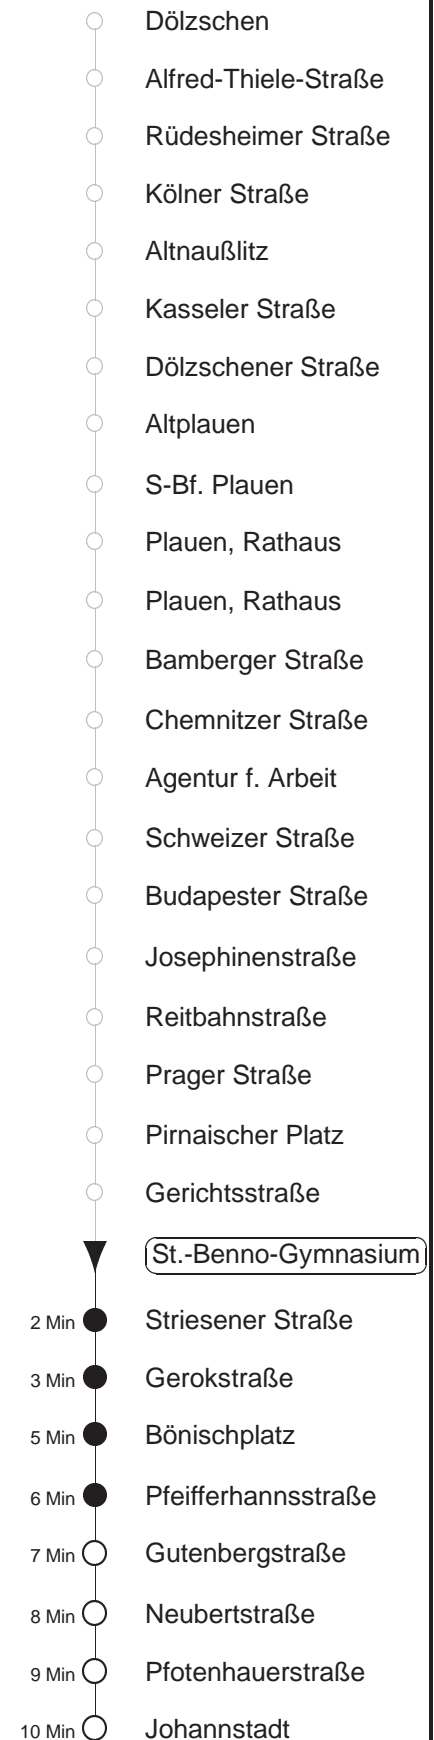 Dölzschen
Alfred-Thiele-Straße
Rüdesheimer Straße
Kölner Straße
Altnaußlitz
Kasseler Straße
Dölzschener Straße
Altplauen
S-Bf. Plauen
Plauen, Rathaus
Plauen, Rathaus
Bamberger Straße
Chemnitzer Straße
Agentur f. Arbeit
Schweizer Straße
Budapester Straße
Josephinenstraße
Reitbahnstraße
Prager Straße
Pirnaischer Platz
Gerichtsstraße
St.-Benno-Gymnasium
2 Min Striesener Straße
3 Min Gerokstraße
5 Min Bönischplatz
6 Min Pfeifferhannsstraße
7 Min Gutenbergstraße
8 Min Neubertstraße
9 Min Pfotenhauerstraße
10 Min Johannstadt